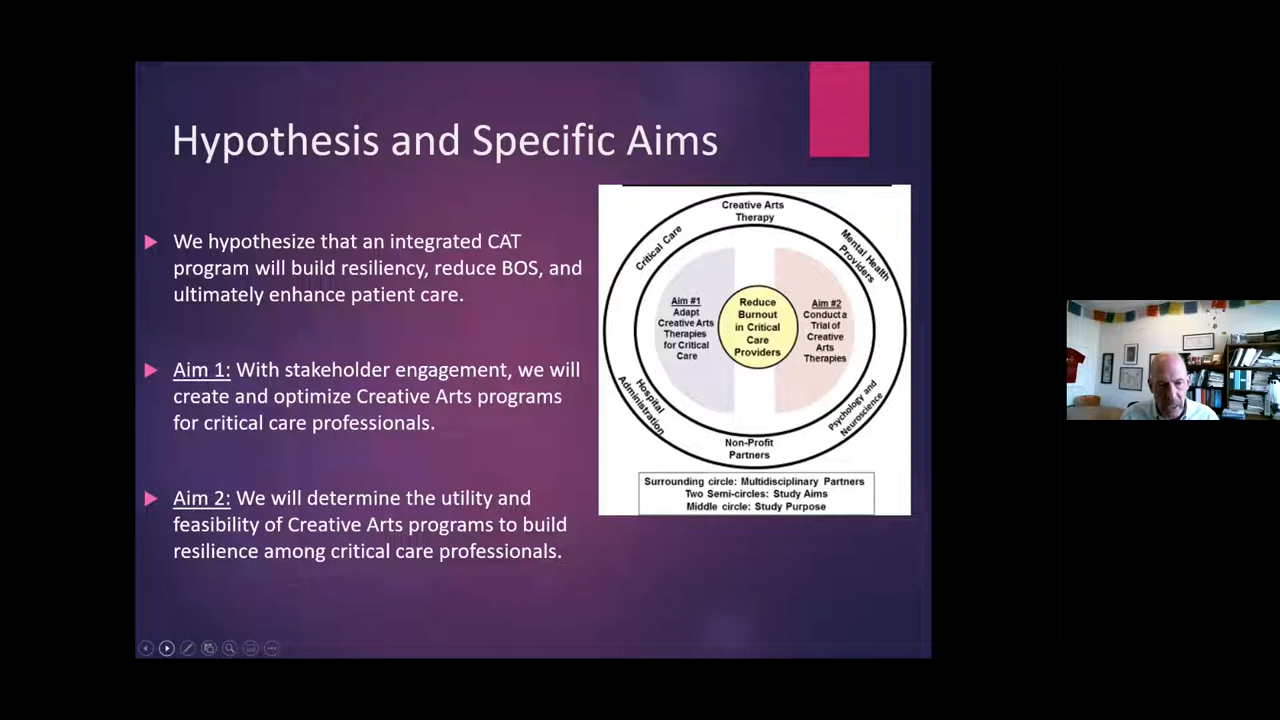 Hypothesis and Specific Aims
We hypothesize that an integrated CAT
program will build resiliency, reduce BOS, and
ultimately enhance patient care.
Aim 1: With stakeholder engagement, we will
create and optimize Creative Arts programs
for critical care professionals.
Aim 2: We will determine the utility and
feasibility of Creative Arts programs to build
resilience among critical care professionals.
Creative Arts
Therapy
Critical Care
Mental Health
Providers
Aim #1
Adapt
Creative Arts
Therapies
for Critical
Care
Reduce
Burnout
in Critical
Care
Providers
Aim #2
Conduct a
Trial of
Creative
Arts
Therapies
Hospital
Administration
Psychology and
Neuroscience
Non-Profit
Partners
Surrounding circle: Multidisciplinary Partners
Two Semi-circles: Study Aims
Middle circle: Study Purpose